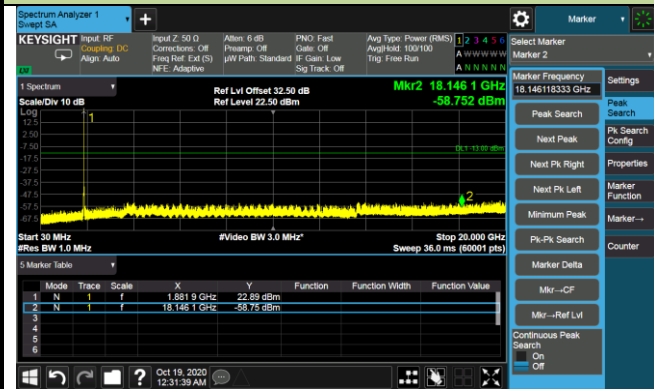 Spectrum Analyzer 1
Swept SA
Marker
KEYSIGHT
Input: RF
Coupling: DC
Align: Auto
Input Z: 50 Ω
Corrections: Off
Freq Ref: Ext (S)
NFE: Adaptive
Atten: 6 dB
Preamp: Off
µW Path: Standard
PNO: Fast
Gate: Off
IF Gain: Low
Sig Track: Off
Avg Type: Power (RMS)
Avg|Hold: 100/100
Trig: Free Run
1 2 3 4 5 6
A W W W W W
A N N N N N
Select Marker
Marker 2
1 Spectrum
Scale/Div 10 dB
Ref Lvl Offset 32.50 dB
Ref Level 22.50 dBm
Mkr2 18.146 1 GHz
-58.752 dBm
Log
12.5
2.50
-7.50
-17.5
-27.5
-37.5
-47.5
-57.5
-67.5
1
DL1 -13.00 dBm
2
Start 30 MHz
#Res BW 1.0 MHz
#Video BW 3.0 MHz*
Stop 20.000 GHz
Sweep 36.0 ms (60001 pts)
5 Marker Table
Mode Trace Scale X Y Function Function Width Function Value
1 N 1 f 1.881 9 GHz 22.89 dBm
2 N 1 f 18.146 1 GHz -58.75 dBm
3
4
5
6
Marker Frequency
18.146118333 GHz
Peak Search
Next Peak
Next Pk Right
Next Pk Left
Minimum Peak
Pk-Pk Search
Marker Delta
Mkr→CF
Mkr→Ref Lvl
Continuous Peak
Search
On
Off
Settings
Peak
Search
Pk Search
Config
Properties
Marker
Function
Marker→
Counter
Oct 19, 2020
12:31:39 AM